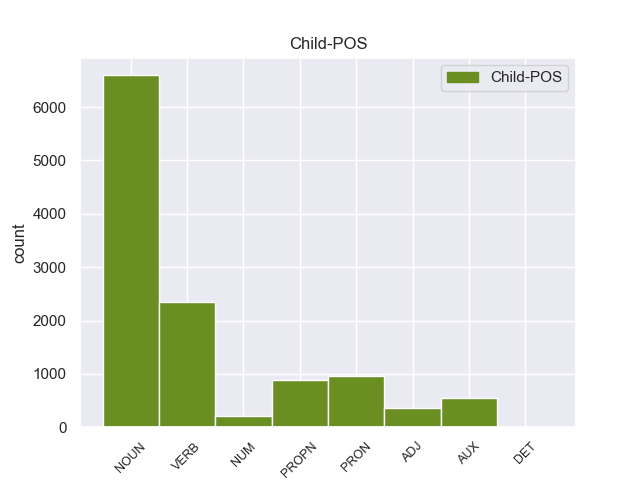 Child-POS
Child-POS
6000
5000
4000
3000
2000
1000
0
count
NOUN
VERB
NUM
PROPN
PRON
ADJ
AUX
DET